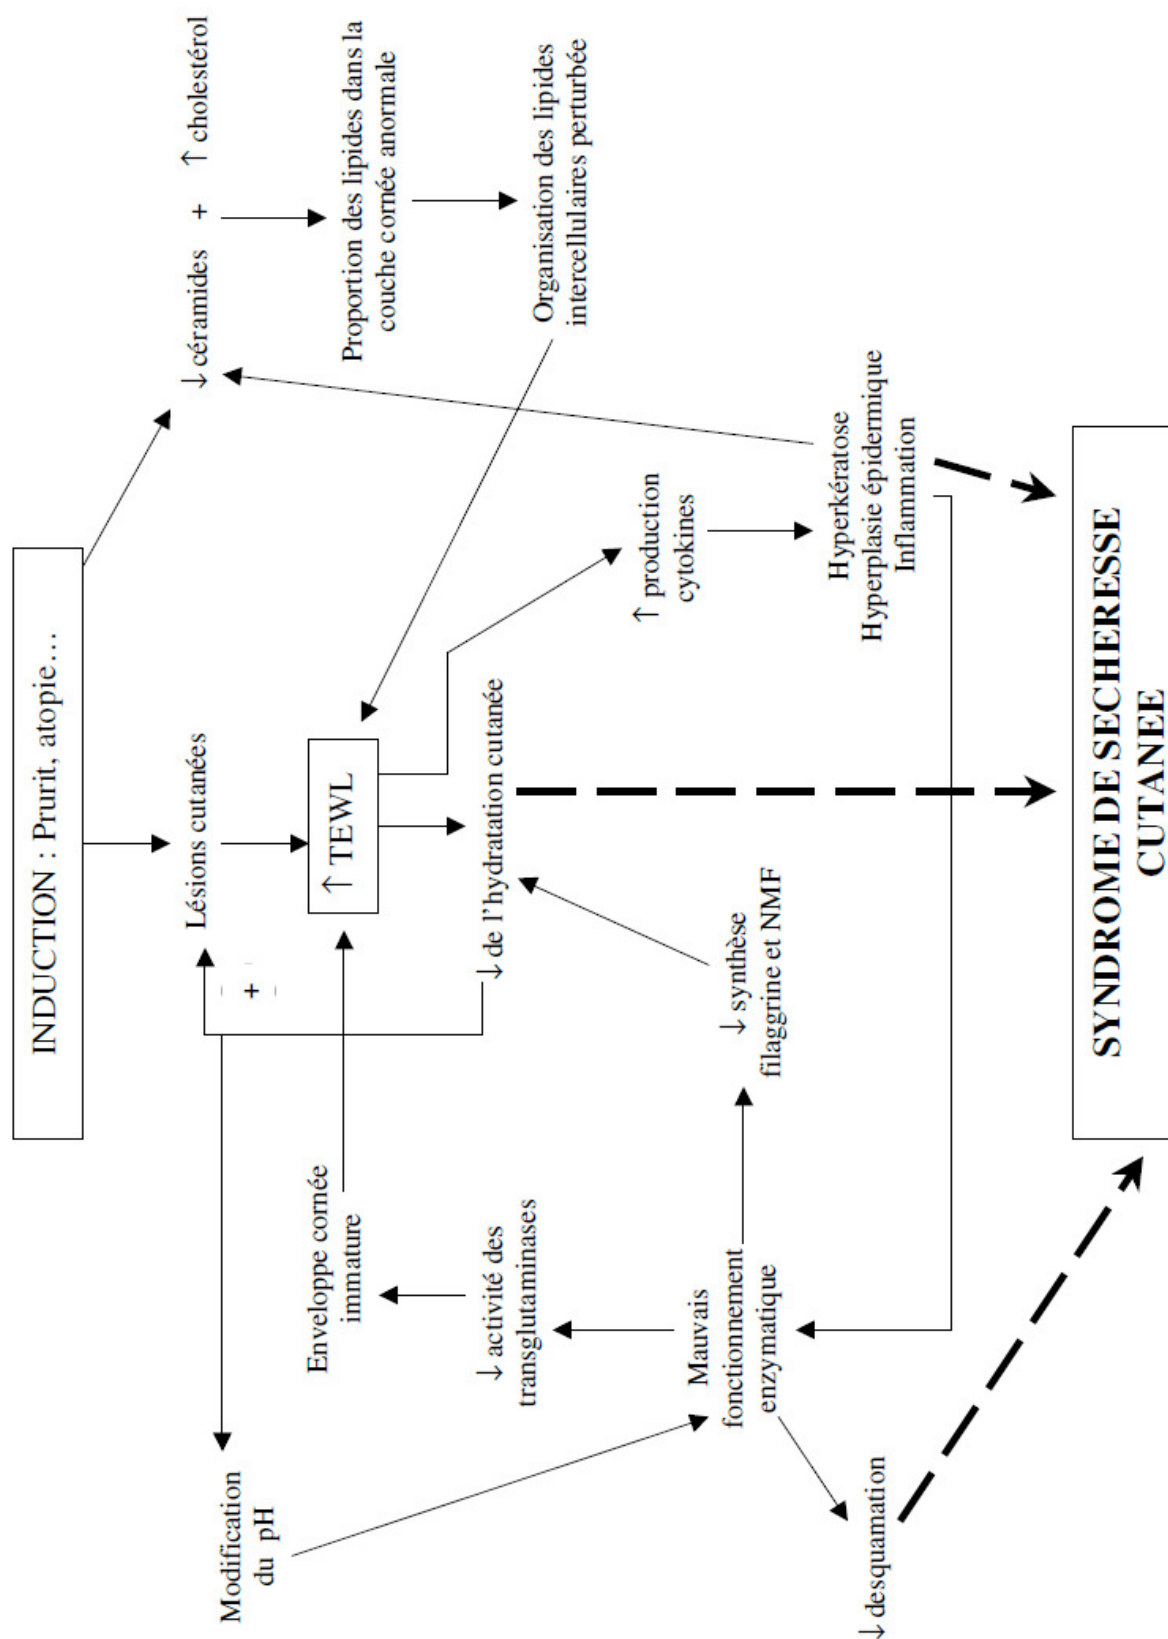 INDUCTION : Prurit, atopie…
Lésions cutanées
↓ céramides + ↑ cholestérol
+
Modification
du pH
Enveloppe cornée
immature
↑ TEWL
Proportion des lipides dans la
couche cornée anormale
↓ activité des
transglutaminases
↓ de l'hydratation cutanée
Organisation des lipides
intercellulaires perturbée
↑ production
cytokines
Mauvais
fonctionnement
enzymatique
↓ synthèse
filaggrine et NMF
Hyperkératose
Hyperplasie épidermique
Inflammation
↓ desquamation
SYNDROME DE SECHERESSE
CUTANEE